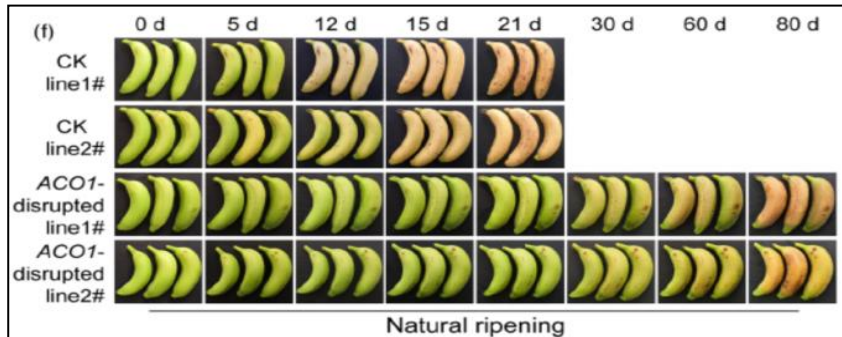 (f)
0 d 5 d 12 d 15 d 21 d 30 d 60 d 80 d
CK
line1#
CK
line2#
ACO1-
disrupted
line1#
ACO1-
disrupted
line2#
Natural ripening